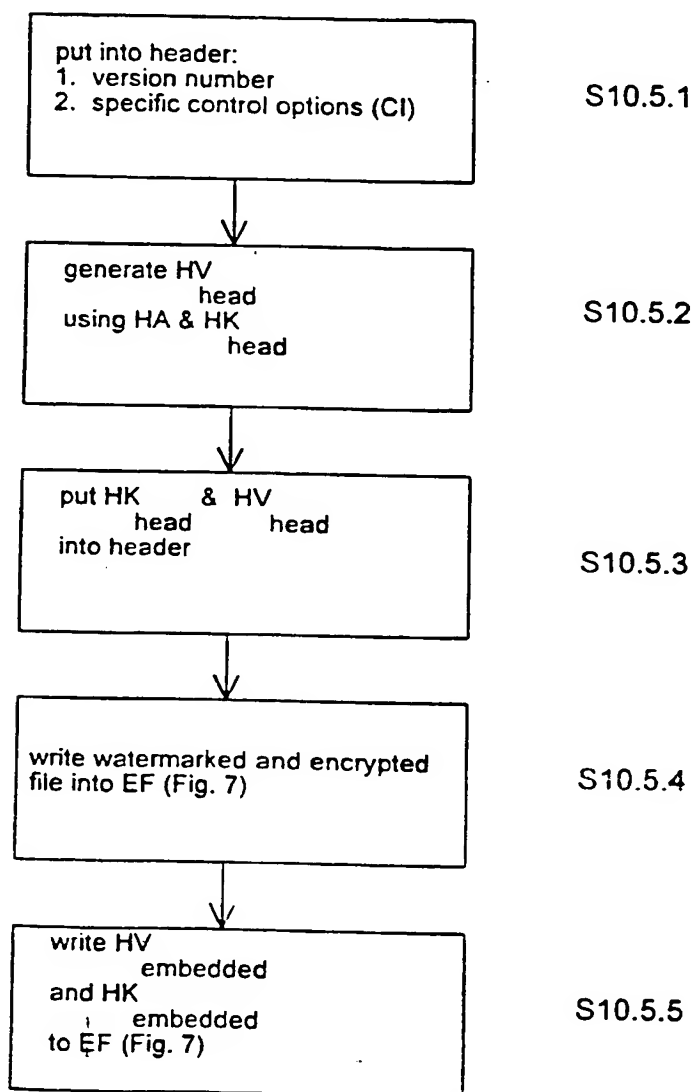 put into header:
1. version number
2. specific control options (CI)
S10.5.1
generate HV
head
using HA & HK
head
S10.5.2
put HK & HV
head head
into header
S10.5.3
write watermarked and encrypted
file into EF (Fig. 7)
S10.5.4
write HV
embedded
and HK
embedded
to EF (Fig. 7)
S10.5.5